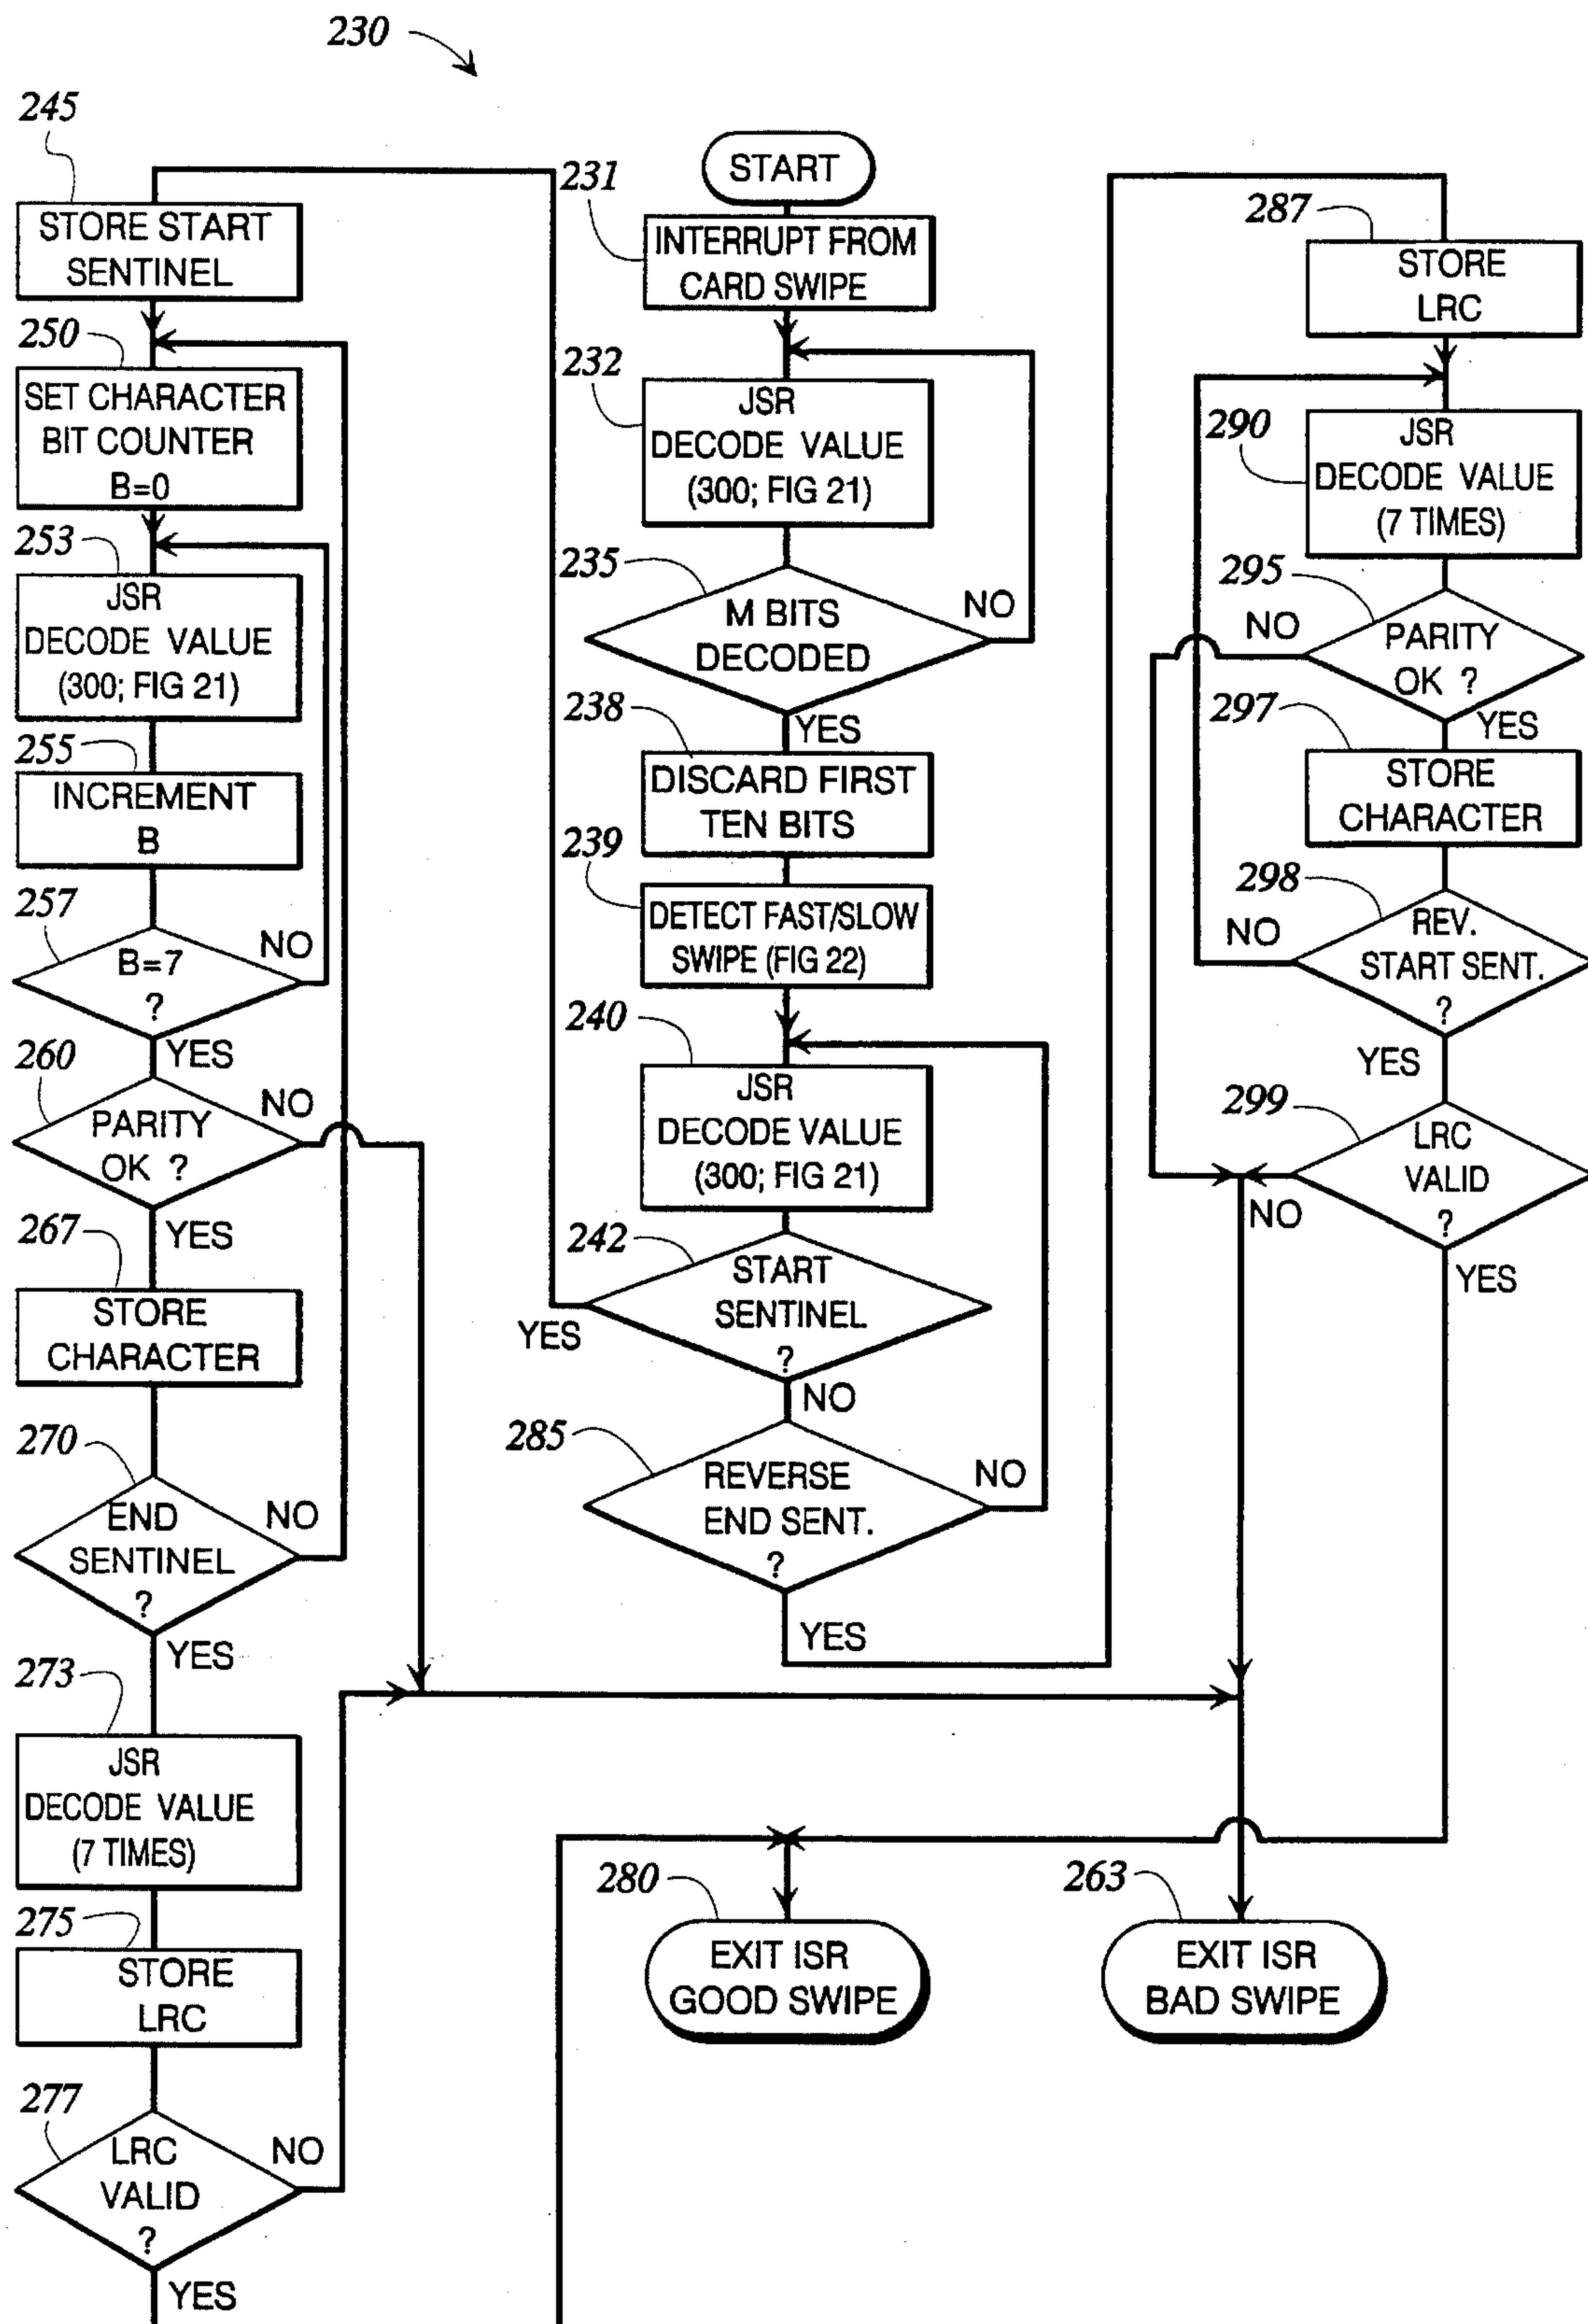 230
245
STORE START
SENTINEL
250
SET CHARACTER
BIT COUNTER
B=0
253
JSR
DECODE VALUE
(300; FIG 21)
255
INCREMENT
B
257
B=7
?
NO
YES
260
PARITY
OK ?
NO
YES
267
STORE
CHARACTER
270
END
SENTINEL
?
NO
YES
273
JSR
DECODE VALUE
(7 TIMES)
275
STORE
LRC
277
LRC
VALID
?
NO
YES
START
231
INTERRUPT FROM
CARD SWIPE
232
JSR
DECODE VALUE
(300; FIG 21)
235
M BITS
DECODED
NO
YES
238
DISCARD FIRST
TEN BITS
239
DETECT FAST/SLOW
SWIPE (FIG 22)
240
JSR
DECODE VALUE
(300; FIG 21)
242
START
SENTINEL
?
YES
NO
285
REVERSE
END SENT.
?
NO
YES
280
EXIT ISR
GOOD SWIPE
287
STORE
LRC
290
JSR
DECODE VALUE
(7 TIMES)
295
PARITY
OK ?
NO
YES
297
STORE
CHARACTER
298
REV.
START SENT.
?
NO
YES
299
LRC
VALID
?
NO
YES
263
EXIT ISR
BAD SWIPE